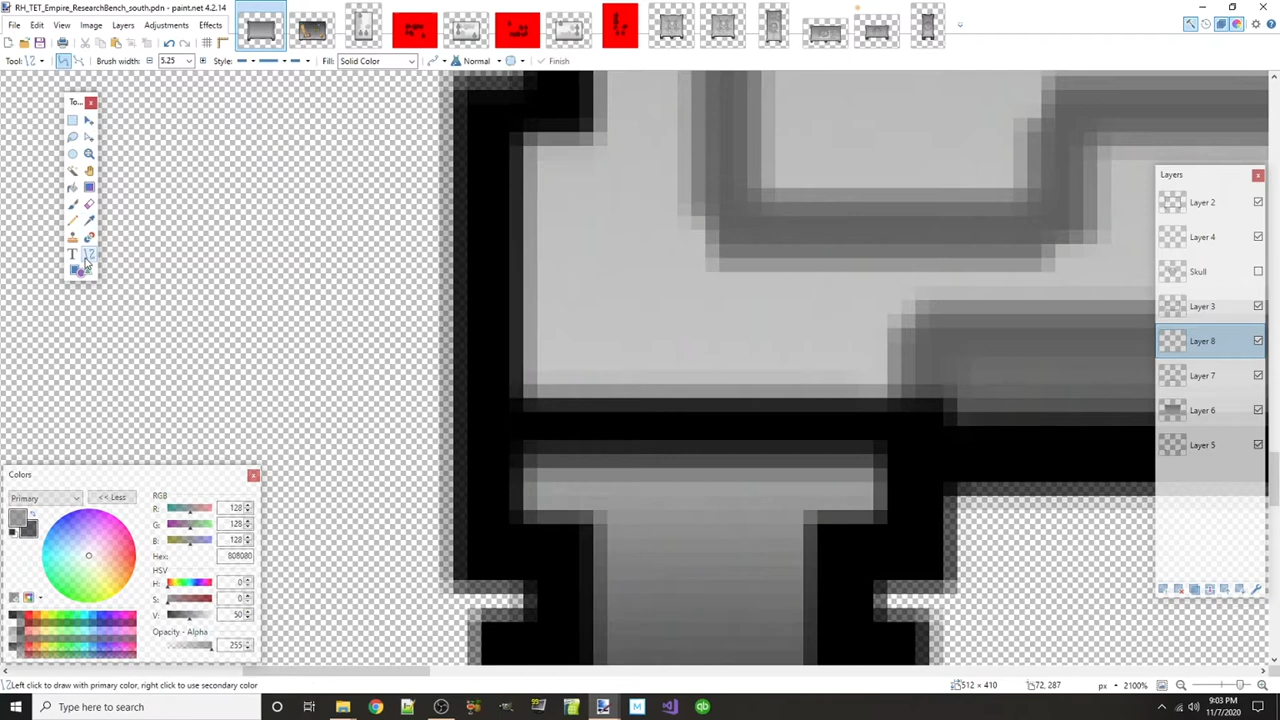 RH_TET_Empire_ResearchBench_south.pdn - paint.net 4.2.14
File Edit View Image Layers Adjustments Effects
Tool: Brush width: 5.25 Style: Fill: Solid Color Normal Finish
To...
T
Layers
Layer 2
Layer 4
Skull
Layer 3
Layer 8
Layer 7
Layer 6
Layer 5
Colors
Primary << Less
RGB
R: 128
G: 128
B: 128
Hex: 808080
HSV
H: 0
S: 0
V: 50
Opacity - Alpha
255
Left click to draw with primary color, right click to use secondary color 512 × 410 72, 287 px 2100%
Type here to search
9:03 PM
11/7/2020